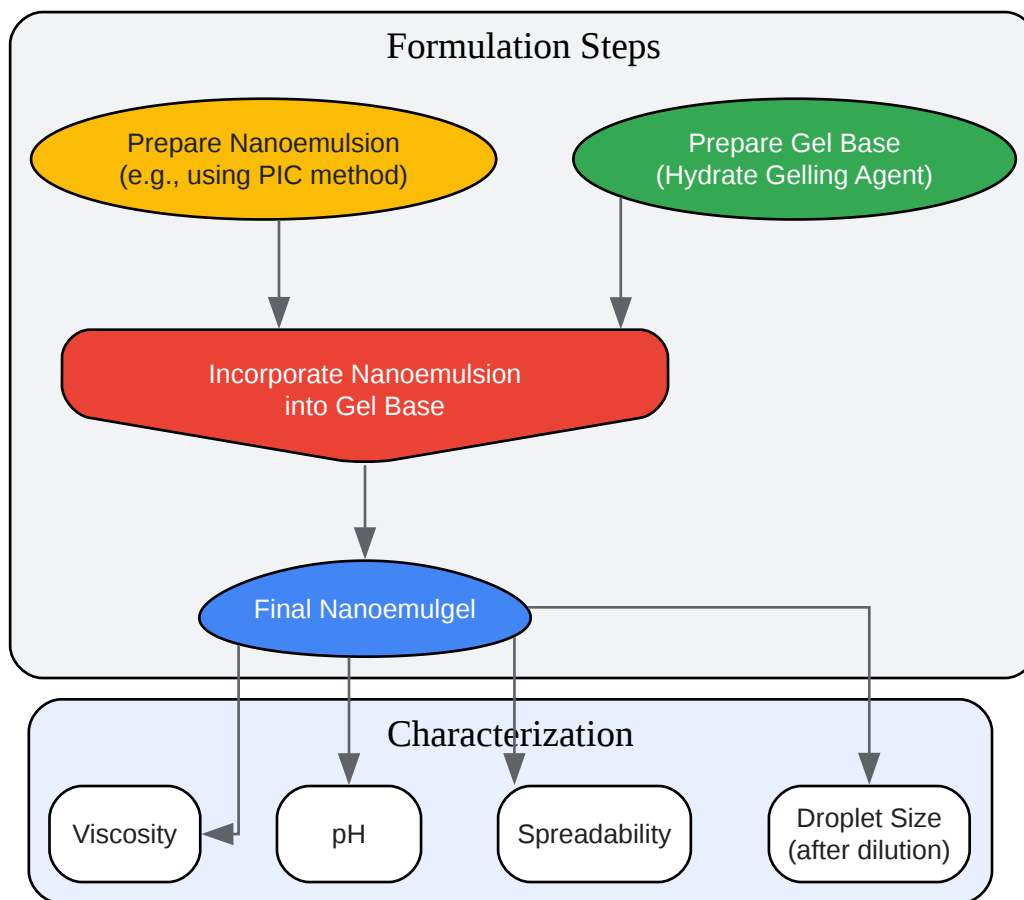 Formulation Steps
Prepare Nanoemulsion
(e.g., using PIC method)
Prepare Gel Base
(Hydrate Gelling Agent)
Incorporate Nanoemulsion
into Gel Base
Final Nanoemulgel
Characterization
Viscosity
pH
Spreadability
Droplet Size
(after dilution)